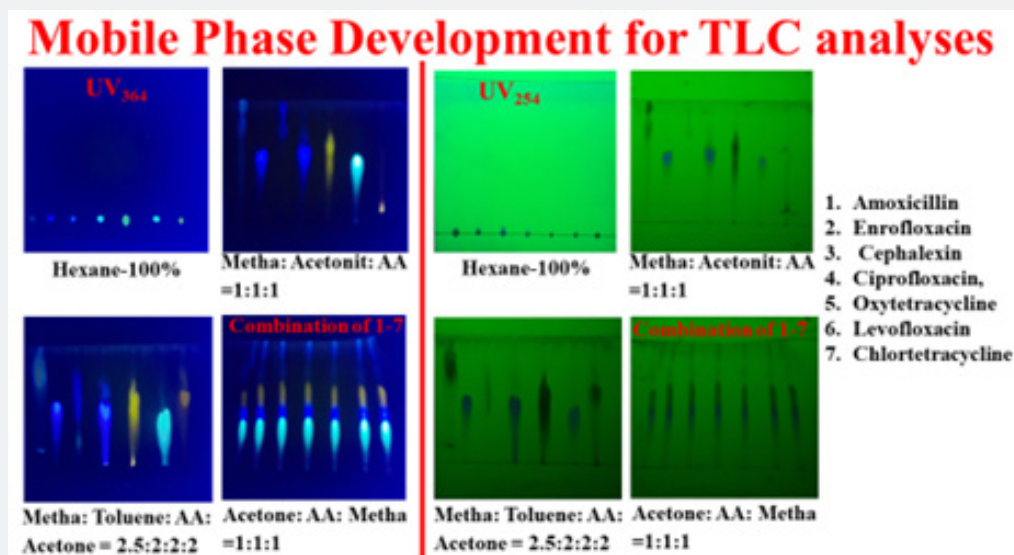 Mobile Phase Development for TLC analyses
UV364
Hexane-100%
Metha: Acetonit: AA
=1:1:1
Metha: Toluene: AA:
Acetone = 2.5:2:2:2
Combination of 1-7
Acetone: AA: Metha
=1:1:1
UV254
Hexane-100%
Metha: Acetonit: AA
=1:1:1
Metha: Toluene: AA:
Acetone = 2.5:2:2:2
Combination of 1-7
Acetone: AA: Metha
=1:1:1
1. Amoxicillin
2. Enrofloxacin
3. Cephalexin
4. Ciprofloxacin,
5. Oxytetracycline
6. Levofloxacin
7. Chlortetracycline